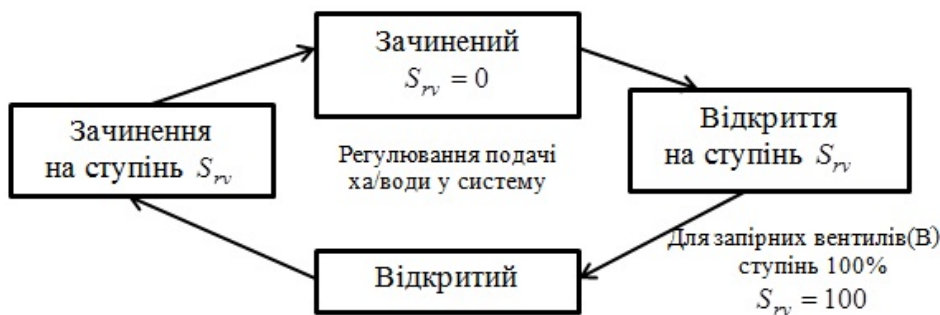 Зачинений
S_rv = 0
Зачинення
на ступінь S_rv
Регулювання подачі
ха/води у систему
Відкриття
на ступінь S_rv
Відкритий
Для запірних вентилів(В)
ступінь 100%
S_rv = 100